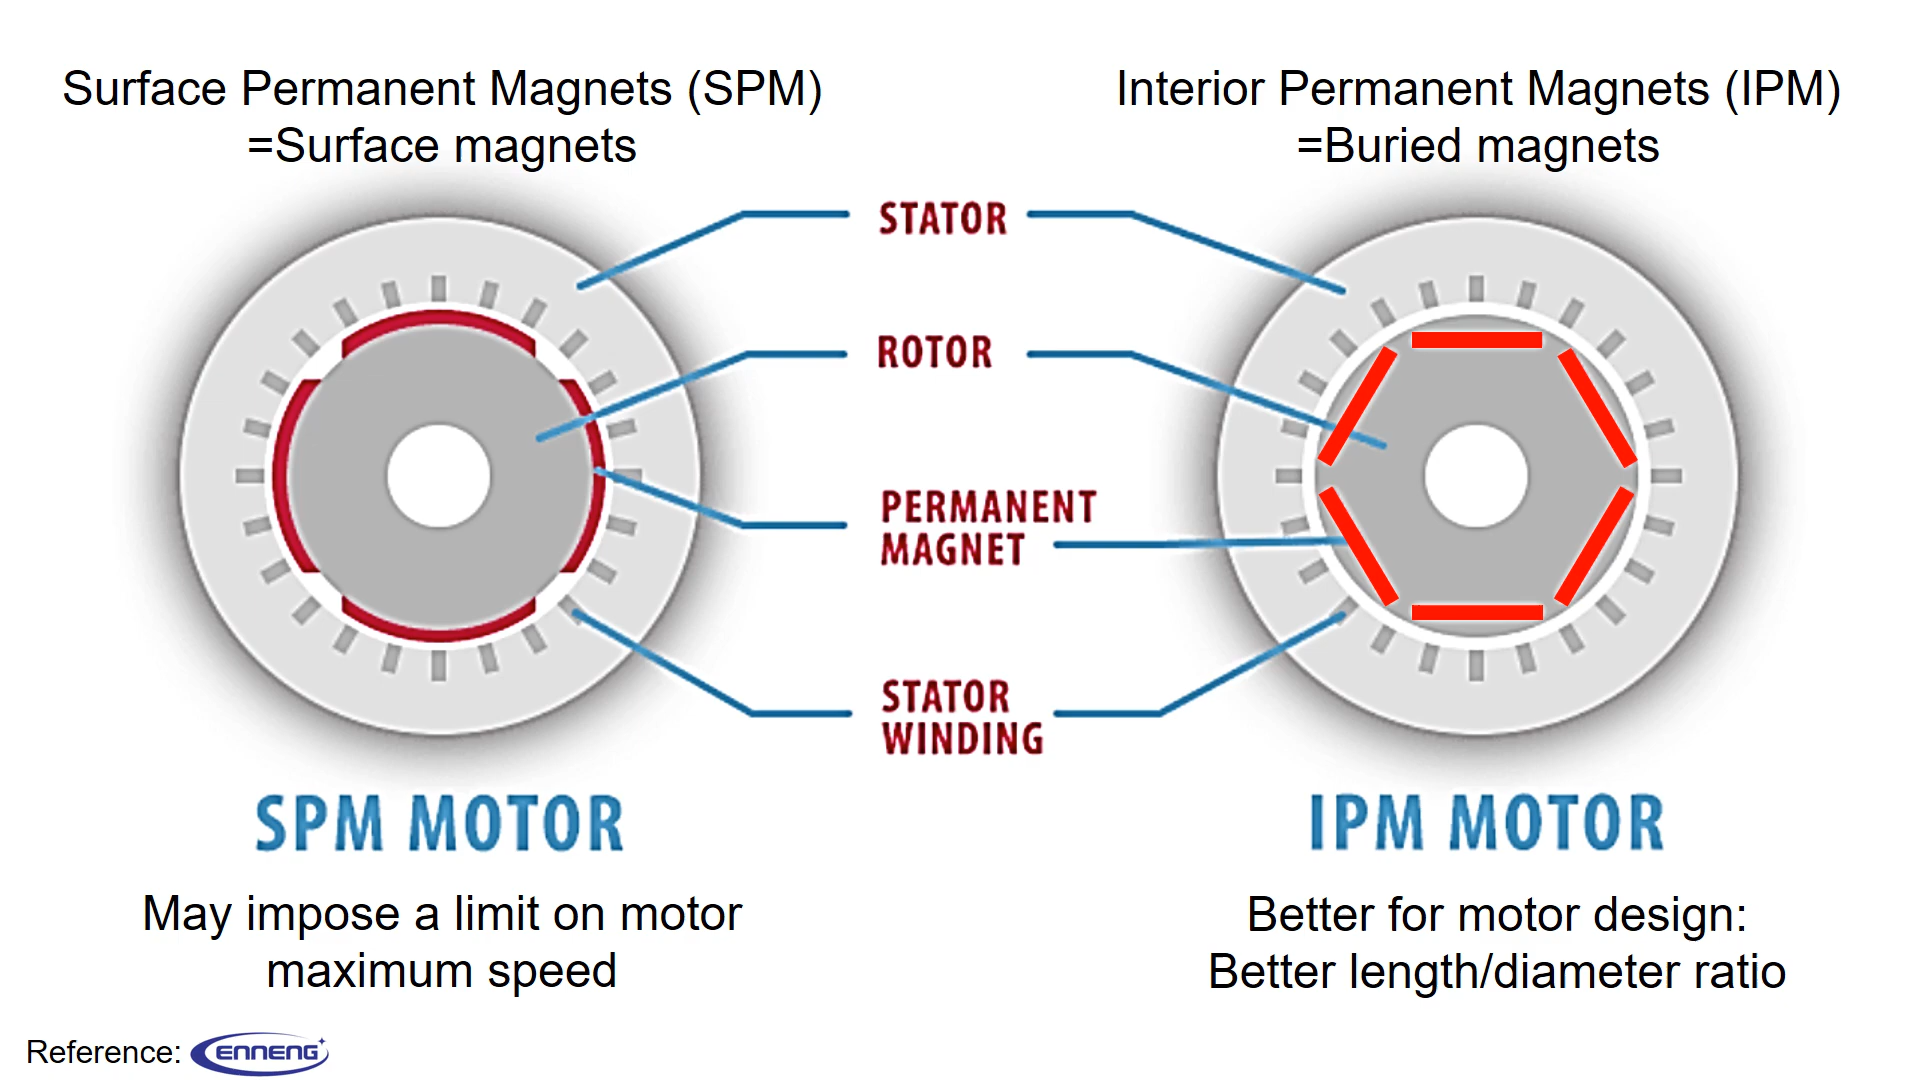 Surface Permanent Magnets (SPM)
=Surface magnets
Interior Permanent Magnets (IPM)
=Buried magnets
STATOR
ROTOR
PERMANENT
MAGNET
STATOR
WINDING
SPM MOTOR
IPM MOTOR
May impose a limit on motor
maximum speed
Better for motor design:
Better length/diameter ratio
Reference: ENNENG